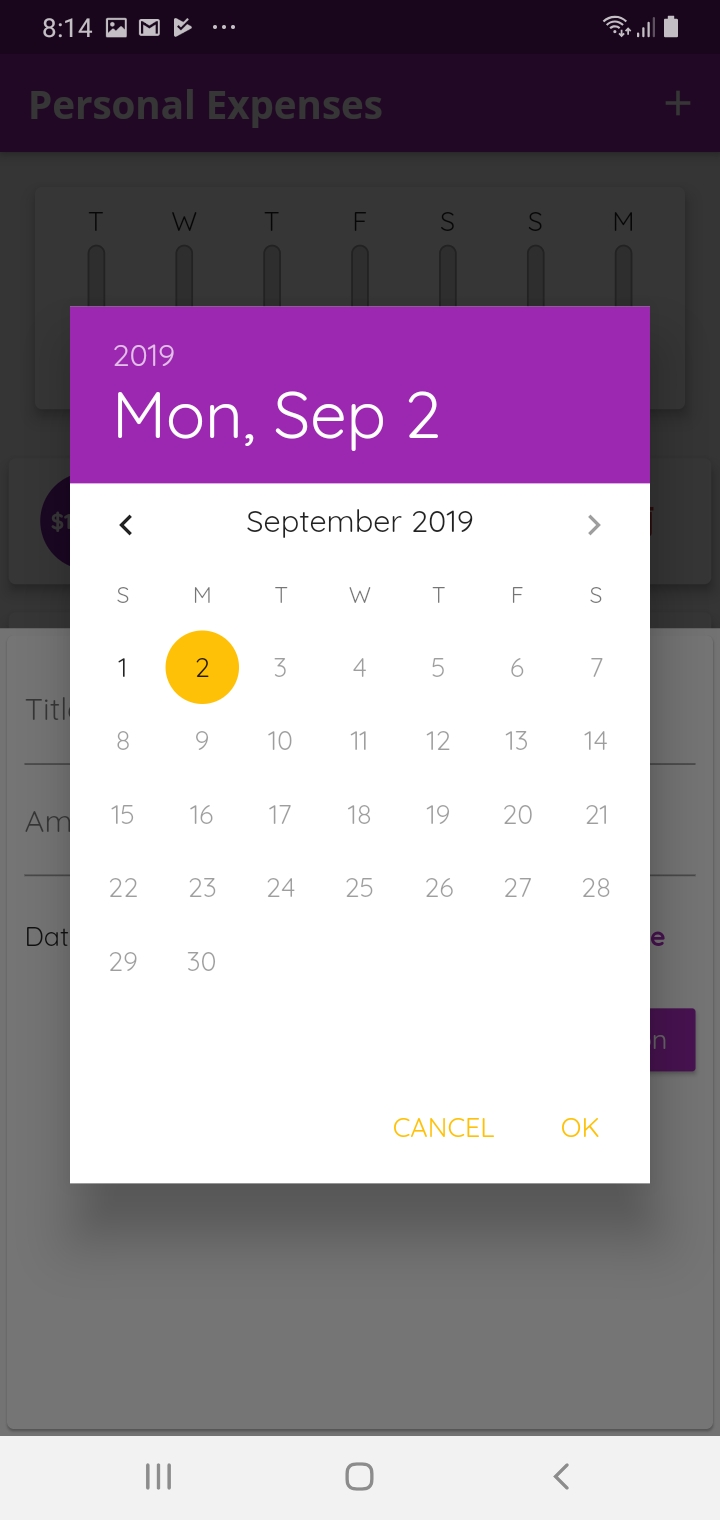 8:14
Personal Expenses +
T W T F S S M
2019
Mon, Sep 2
September 2019
S M T W T F S
1 2 3 4 5 6 7
8 9 10 11 12 13 14
15 16 17 18 19 20 21
22 23 24 25 26 27 28
29 30
CANCEL OK